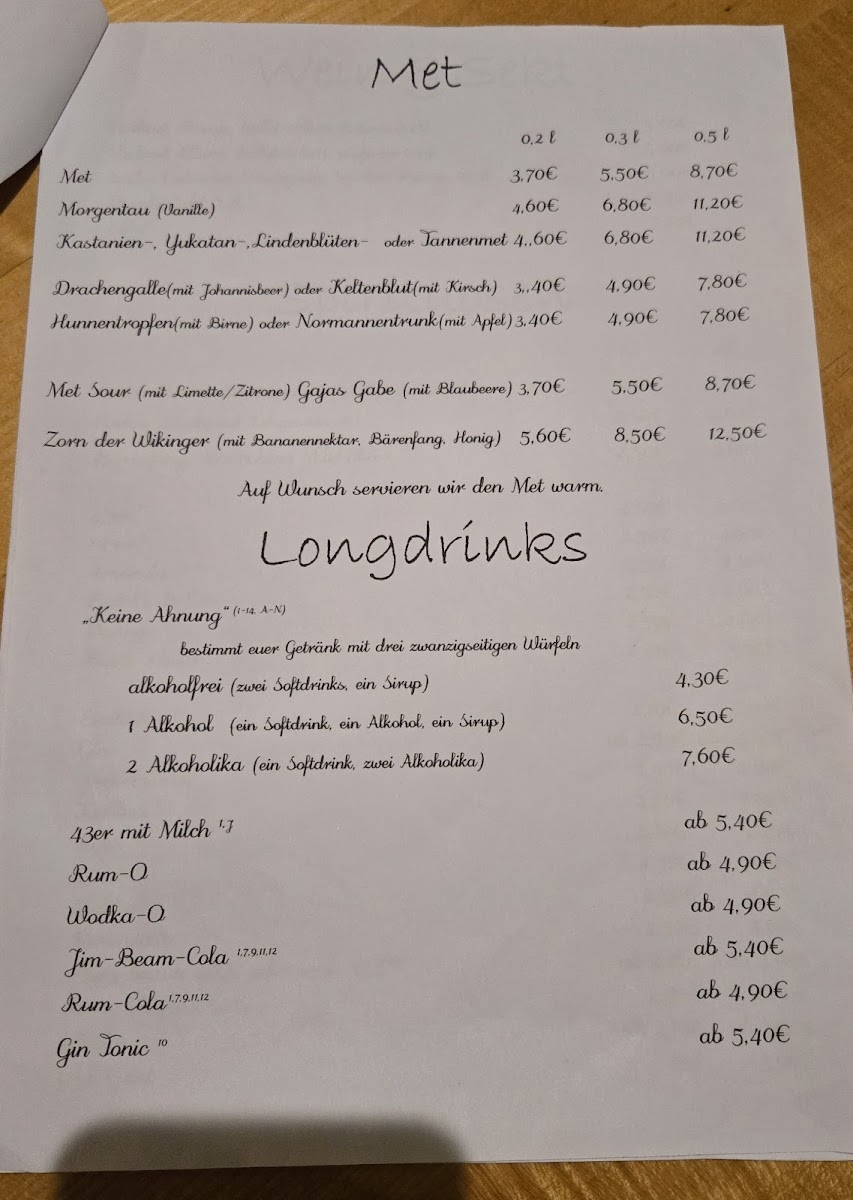 Met
0,2 l 0,3 l 0,5 l
Met 3,70€ 5,50€ 8,70€
Morgentau (Vanille) 4,60€ 6,80€ 11,20€
Kastanien-, Yukatan-,Lindenblüten- oder Tannenmet 4,,60€ 6,80€ 11,20€
Drachengalle(mit Johannisbeer) oder Keltenblut(mit Kirsch) 3,,40€ 4,90€ 7,80€
Hunnentropfen(mit Birne) oder Normannentrunk(mit Apfel) 3,40€ 4,90€ 7,80€
Met Sour (mit Limette/Zitrone) Gajas Gabe (mit Blaubeere) 3,70€ 5,50€ 8,70€
Zorn der Wikinger (mit Bananennektar, Bärenfang, Honig) 5,60€ 8,50€ 12,50€
Auf Wunsch servieren wir den Met warm.
Longdrinks
„Keine Ahnung“ (1-14, A-N)
bestimmt euer Getränk mit drei zwanzigseitigen Würfeln
alkoholfrei (zwei Softdrinks, ein Sirup) 4,30€
1 Alkohol (ein Softdrink, ein Alkohol, ein Sirup) 6,50€
2 Alkoholika (ein Softdrink, zwei Alkoholika) 7,60€
43er mit Milch 1,J ab 5,40€
Rum-O ab 4,90€
Wodka-O ab 4,90€
Jim-Beam-Cola 1,7,9,11,12 ab 5,40€
Rum-Cola 1,7,9,11,12 ab 4,90€
Gin Tonic 10 ab 5,40€